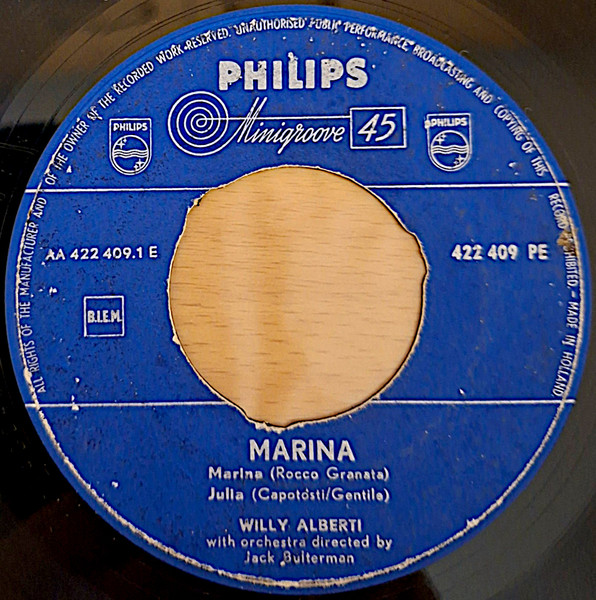 ALL RIGHTS OF THE MANUFACTURER AND OF THE OWNER OF THE RECORDED WORK RESERVED. UNAUTHORISED PUBLIC PERFORMANCE BROADCASTING AND COPYING OF THIS RECORD PROHIBITED - MADE IN HOLLAND
PHILIPS
PHILIPS
Minigroove 45
PHILIPS
AA 422 409.1 E
422 409 PE
B.I.E.M.
MARINA
Marina (Rocco Granata)
Julia (Capotosti/Gentile)
WILLY ALBERTI
with orchestra directed by
Jack Bulterman